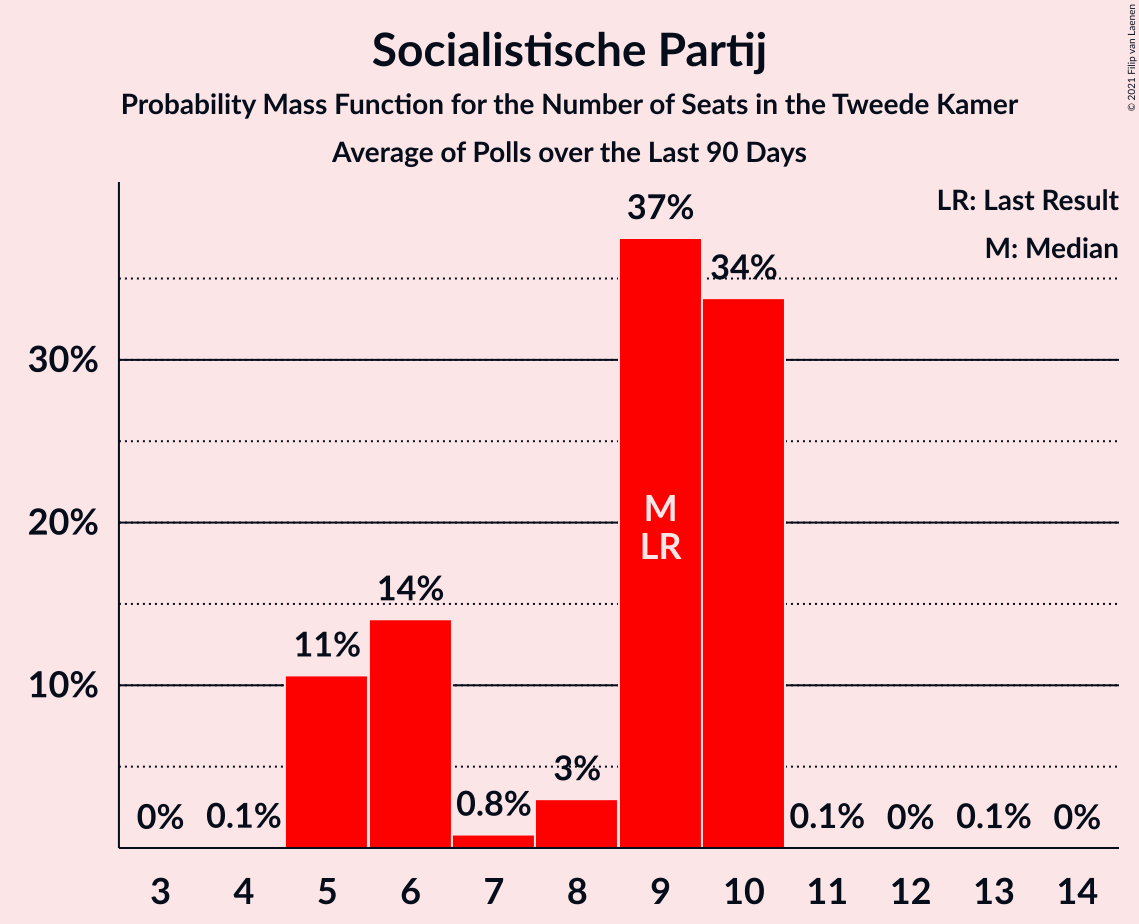 Socialistische Partij
Probability Mass Function for the Number of Seats in the Tweede Kamer
Average of Polls over the Last 90 Days
© 2021 Filip van Laenen
LR: Last Result
M: Median
37%
34%
30%
20%
10%
M
LR
14%
11%
3%
0.8%
0%
0.1%
0.1%
0%
0.1%
0%
3 4 5 6 7 8 9 10 11 12 13 14